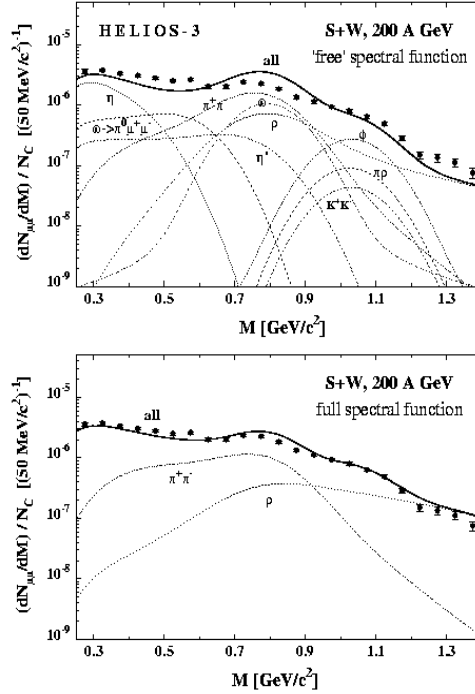 HELIOS-3
S+W, 200 A GeV
'free' spectral function
all
η
π⁺π⁻
ω
ρ
ω->π⁰μ⁺μ⁻
η'
φ
πρ
K⁺K⁻
10⁻⁵
10⁻⁶
10⁻⁷
10⁻⁸
10⁻⁹
(dN_μμ/dM) / N_C [(50 MeV/c²)⁻¹]
0.3 0.5 0.7 0.9 1.1 1.3
M [GeV/c²]
S+W, 200 A GeV
full spectral function
all
π⁺π⁻
ρ
10⁻⁵
10⁻⁶
10⁻⁷
10⁻⁸
10⁻⁹
(dN_μμ/dM) / N_C [(50 MeV/c²)⁻¹]
0.3 0.5 0.7 0.9 1.1 1.3
M [GeV/c²]